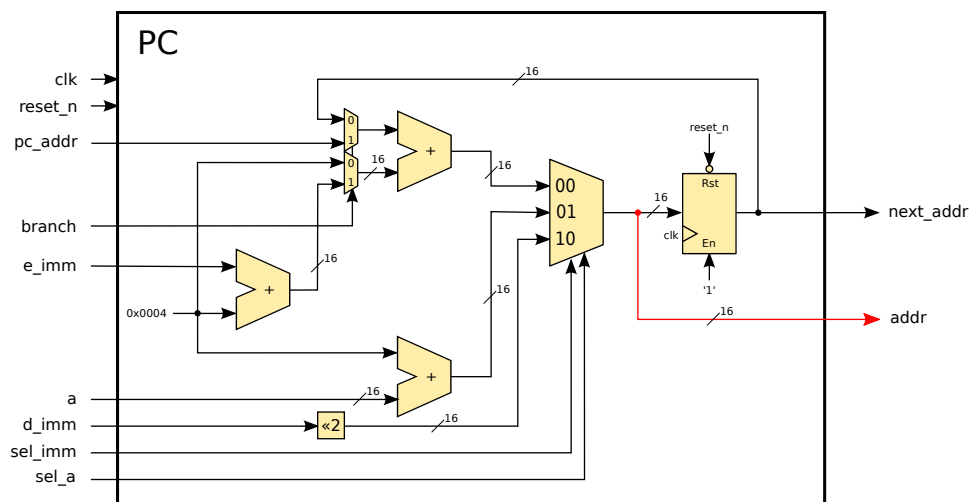 PC
clk
reset_n
pc_addr
branch
e_imm
0x0004
a
d_imm
sel_imm
sel_a
16
0
1
0
1
16
+
16
16
+
16
+
16
«2
16
00
01
10
16
reset_n
Rst
clk
En
'1'
16
next_addr
addr